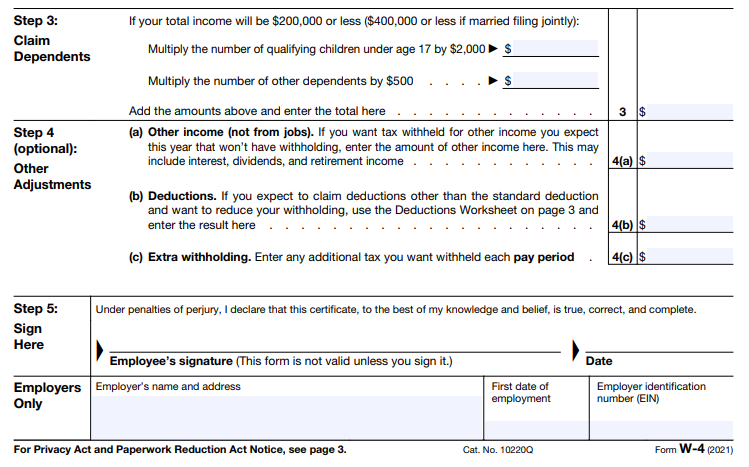 Step 3: If your total income will be $200,000 or less ($400,000 or less if married filing jointly):
Claim
Dependents
Multiply the number of qualifying children under age 17 by $2,000 ▶ $
Multiply the number of other dependents by $500 . . . . ▶ $
Add the amounts above and enter the total here . . . . . . . . . . . . . 3 $
Step 4
(optional):
Other
Adjustments
(a) Other income (not from jobs). If you want tax withheld for other income you expect
this year that won't have withholding, enter the amount of other income here. This may
include interest, dividends, and retirement income . . . . . . . . . . . . 4(a) $
(b) Deductions. If you expect to claim deductions other than the standard deduction
and want to reduce your withholding, use the Deductions Worksheet on page 3 and
enter the result here . . . . . . . . . . . . . . . . . . . . . 4(b) $
(c) Extra withholding. Enter any additional tax you want withheld each pay period . 4(c) $
Step 5:
Sign
Here
Under penalties of perjury, I declare that this certificate, to the best of my knowledge and belief, is true, correct, and complete.
Employee's signature (This form is not valid unless you sign it.) Date
Employers
Only
Employer's name and address
First date of
employment
Employer identification
number (EIN)
For Privacy Act and Paperwork Reduction Act Notice, see page 3. Cat. No. 10220Q Form W-4 (2021)